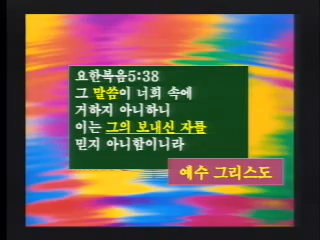 요한복음5:38
그 말씀이 너희 속에
거하지 아니하니
이는 그의 보내신 자를
믿지 아니함이니라
예수 그리스도